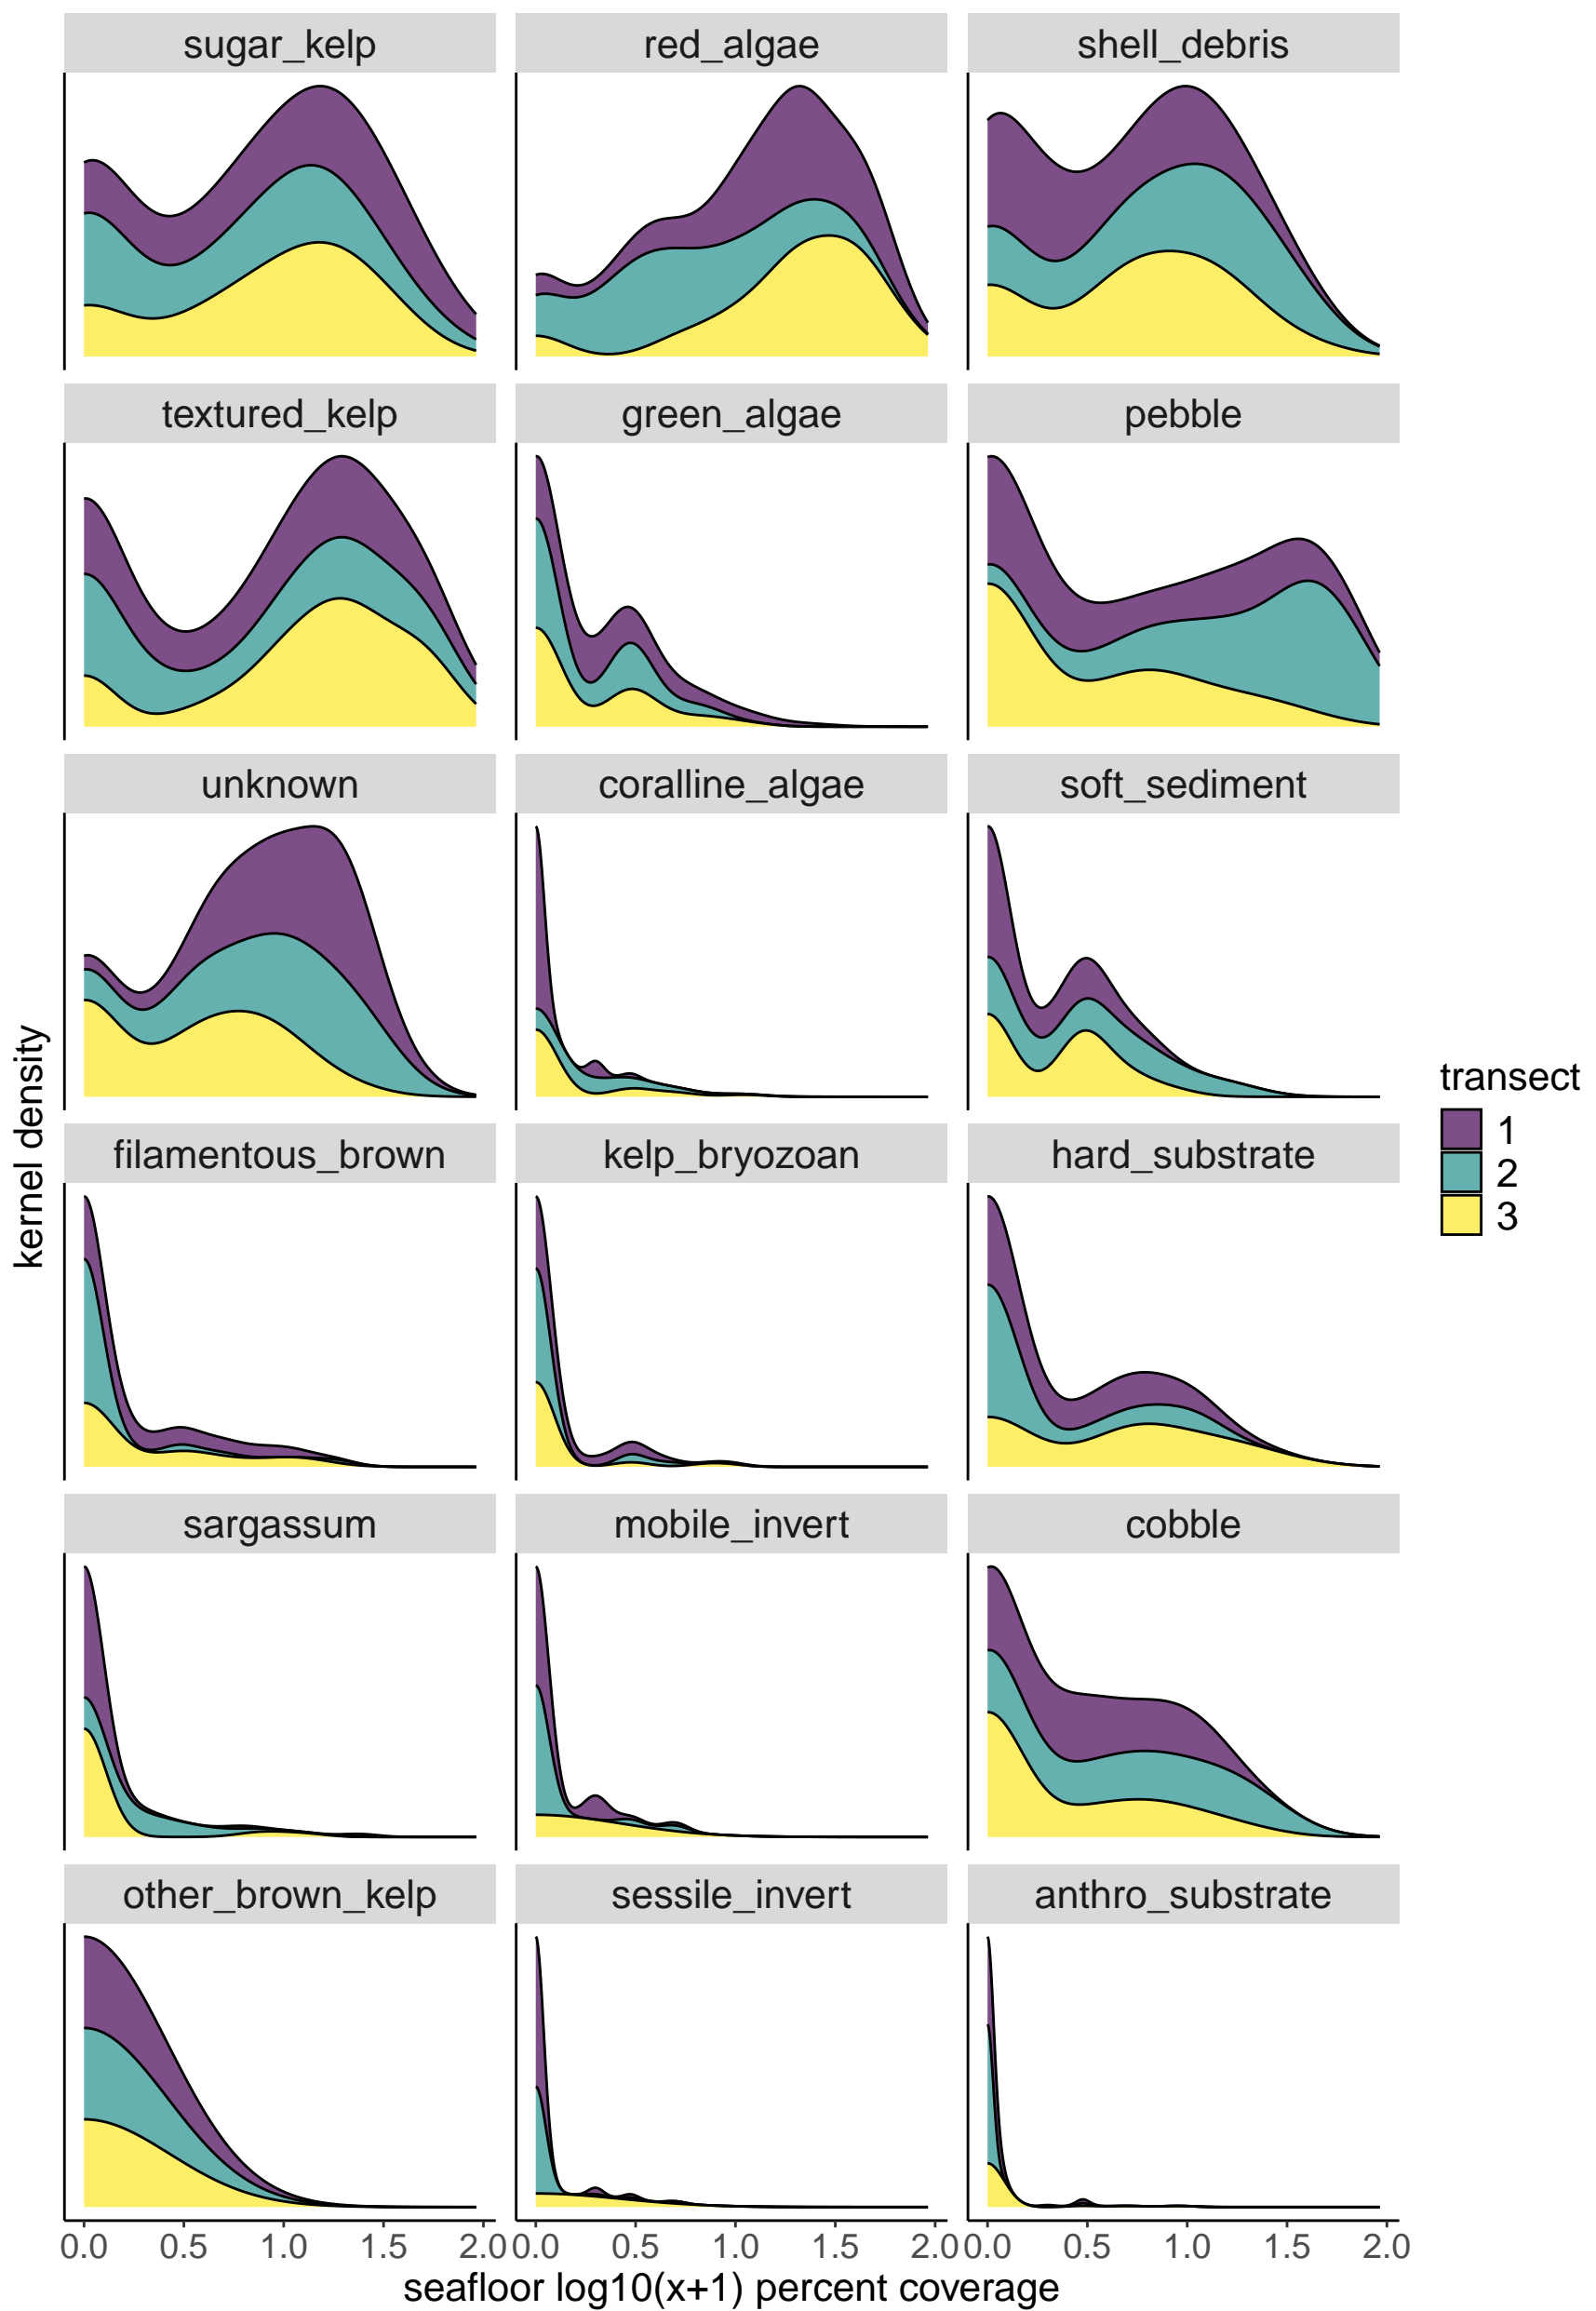 sugar_kelp
red_algae
shell_debris
textured_kelp
green_algae
pebble
unknown
coralline_algae
soft_sediment
filamentous_brown
kelp_bryozoan
hard_substrate
sargassum
mobile_invert
cobble
other_brown_kelp
sessile_invert
anthro_substrate
kernel density
transect
1
2
3
0.0 0.5 1.0 1.5 2.0 0.0 0.5 1.0 1.5 2.0 0.0 0.5 1.0 1.5 2.0
seafloor log10(x+1) percent coverage